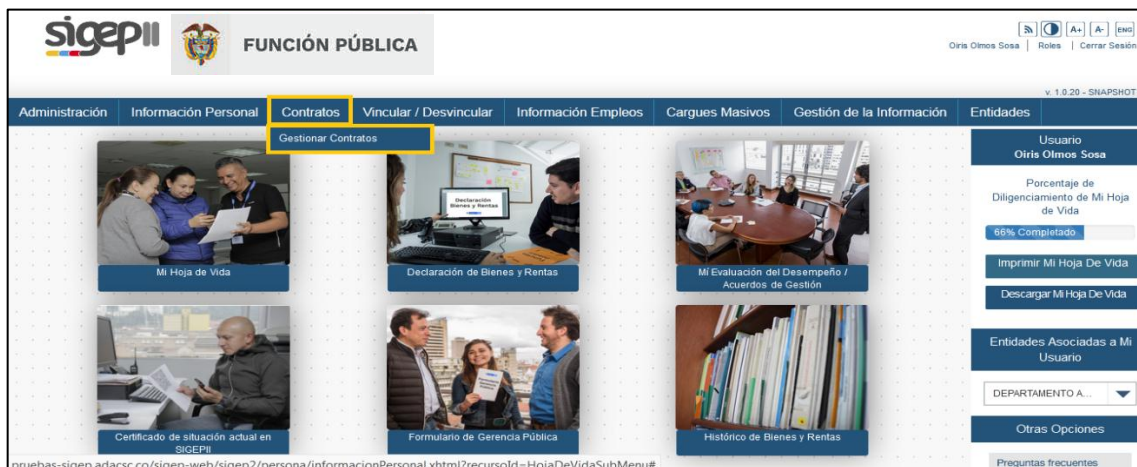 sigepII
FUNCIÓN PÚBLICA
A+ A- ENG
Oiris Olmos Sosa | Roles | Cerrar Sesión
v. 1.0.20 - SNAPSHOT
Administración Información Personal Contratos Vincular / Desvincular Información Empleos Cargues Masivos Gestión de la Información Entidades
Gestionar Contratos
Declaración
Bienes y Rentas
Mi Hoja de Vida
Declaración de Bienes y Rentas
Mí Evaluación del Desempeño /
Acuerdos de Gestión
Certificado de situación actual en
SIGEPII
Formulario de Gerencia Pública
Histórico de Bienes y Rentas
Usuario
Oiris Olmos Sosa
Porcentaje de
Diligenciamiento de Mi Hoja
de Vida
66% Completado
Imprimir Mi Hoja De Vida
Descargar Mi Hoja De Vida
Entidades Asociadas a Mi
Usuario
DEPARTAMENTO A...
Otras Opciones
Preguntas frecuentes
pruebas-sigep.adacsc.co/sigep-web/sigep2/persona/informacionPersonal.xhtml?recursoId=HojaDeVidaSubMenu#